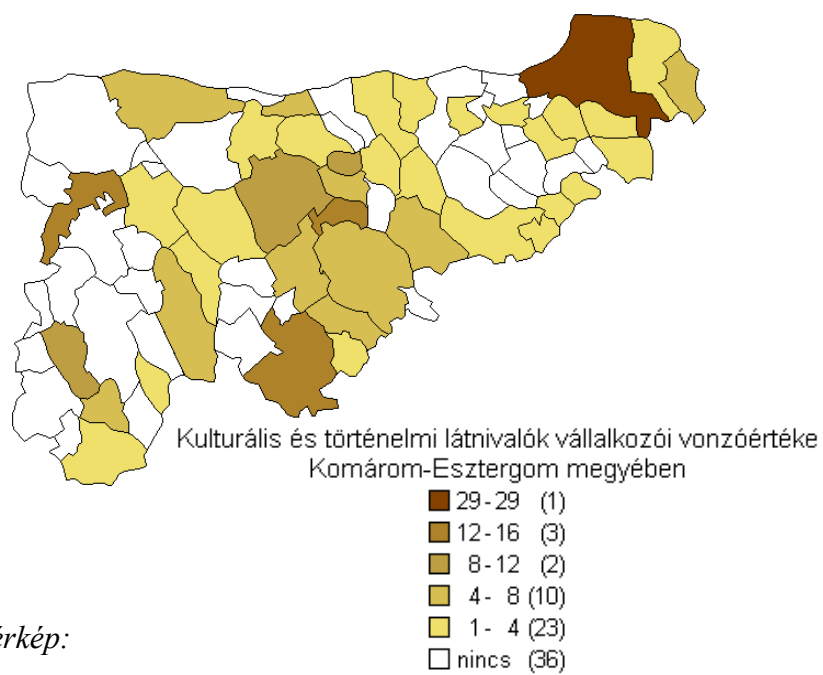 Kulturális és történelmi látnivalók vállalkozói vonzóértéke
Komárom-Esztergom megyében
29 - 29 (1)
12 - 16 (3)
8 - 12 (2)
4 - 8 (10)
1 - 4 (23)
nincs (36)
érkép: